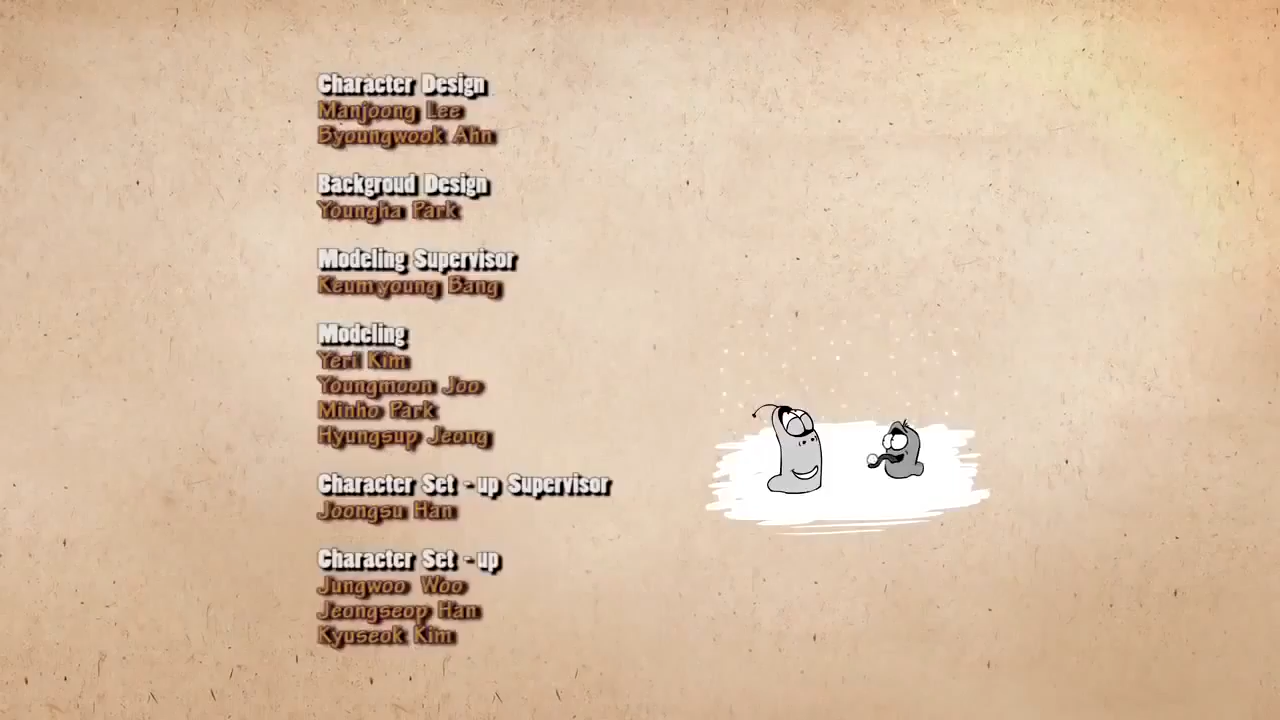 Character Design
Manjoong Lee
Byoungwook Ahn
Backgroud Design
Youngha Park
Modeling Supervisor
Keumyoung Bang
Modeling
Yeri Kim
Youngmoon Joo
Minho Park
Hyungsup Jeong
Character Set - up Supervisor
Joongsu Han
Character Set - up
Jungwoo Woo
Jeongseop Han
Kyuseok Kim